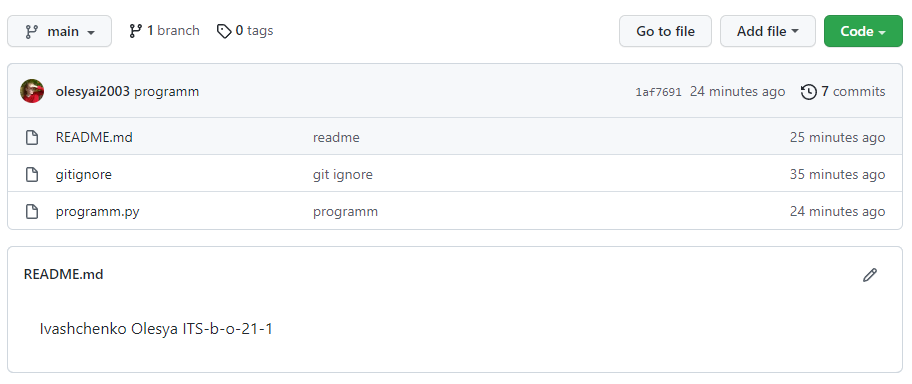 main 1 branch 0 tags Go to file Add file Code
olesyai2003 programm 1af7691 24 minutes ago 7 commits
README.md readme 25 minutes ago
gitignore git ignore 35 minutes ago
programm.py programm 24 minutes ago
README.md
Ivashchenko Olesya ITS-b-o-21-1